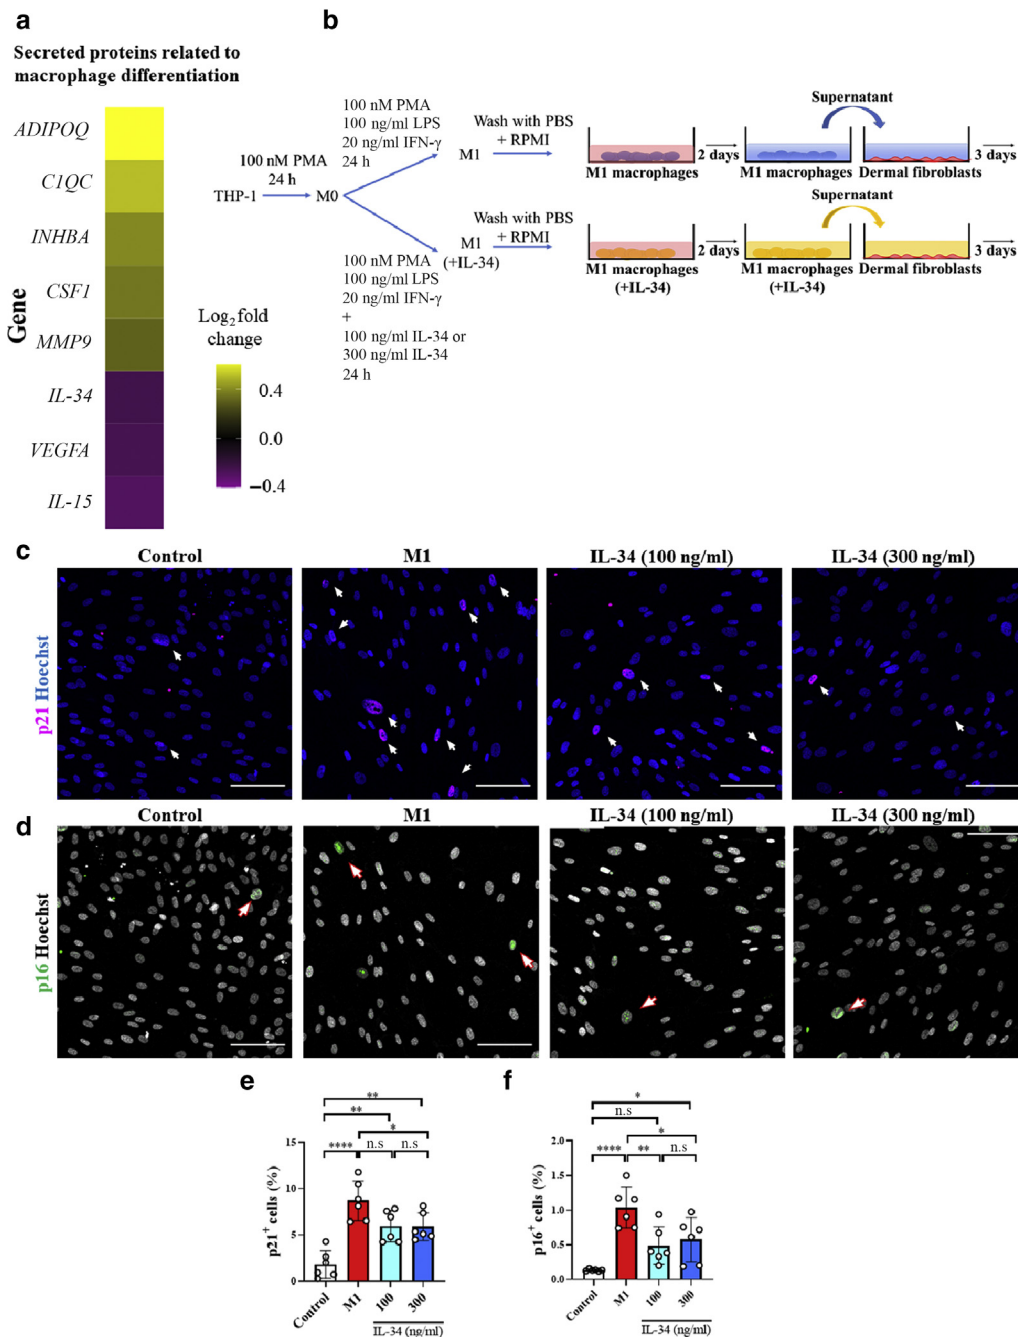 a
Secreted proteins related to
macrophage differentiation
Gene
ADIPOQ
C1QC
INHBA
CSF1
MMP9
IL-34
VEGFA
IL-15
Log2 fold
change
0.4
0.0
−0.4
b
THP-1
100 nM PMA
24 h
M0
100 nM PMA
100 ng/ml LPS
20 ng/ml IFN-γ
24 h
M1
Wash with PBS
+ RPMI
M1 macrophages
2 days
M1 macrophages
Supernatant
Dermal fibroblasts
3 days
100 nM PMA
100 ng/ml LPS
20 ng/ml IFN-γ
+
100 ng/ml IL-34 or
300 ng/ml IL-34
24 h
M1
(+IL-34)
Wash with PBS
+ RPMI
M1 macrophages
(+IL-34)
2 days
M1 macrophages
(+IL-34)
Supernatant
Dermal fibroblasts
3 days
c
Control
M1
IL-34 (100 ng/ml)
IL-34 (300 ng/ml)
p21 Hoechst
d
Control
M1
IL-34 (100 ng/ml)
IL-34 (300 ng/ml)
p16 Hoechst
e
**
**
*
**** n.s n.s
p21+ cells (%)
15
10
5
0
Control
M1
100
300
IL-34 (ng/ml)
f
*
n.s
*
**** ** n.s
p16+ cells (%)
2.0
1.5
1.0
0.5
0.0
Control
M1
100
300
IL-34 (ng/ml)